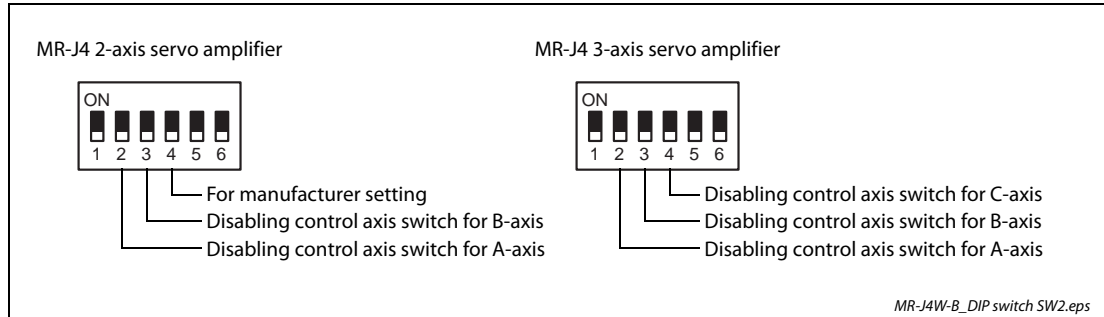 MR-J4 2-axis servo amplifier
ON
1 2 3 4 5 6
For manufacturer setting
Disabling control axis switch for B-axis
Disabling control axis switch for A-axis
MR-J4 3-axis servo amplifier
ON
1 2 3 4 5 6
Disabling control axis switch for C-axis
Disabling control axis switch for B-axis
Disabling control axis switch for A-axis
MR-J4W-B_DIP switch SW2.eps